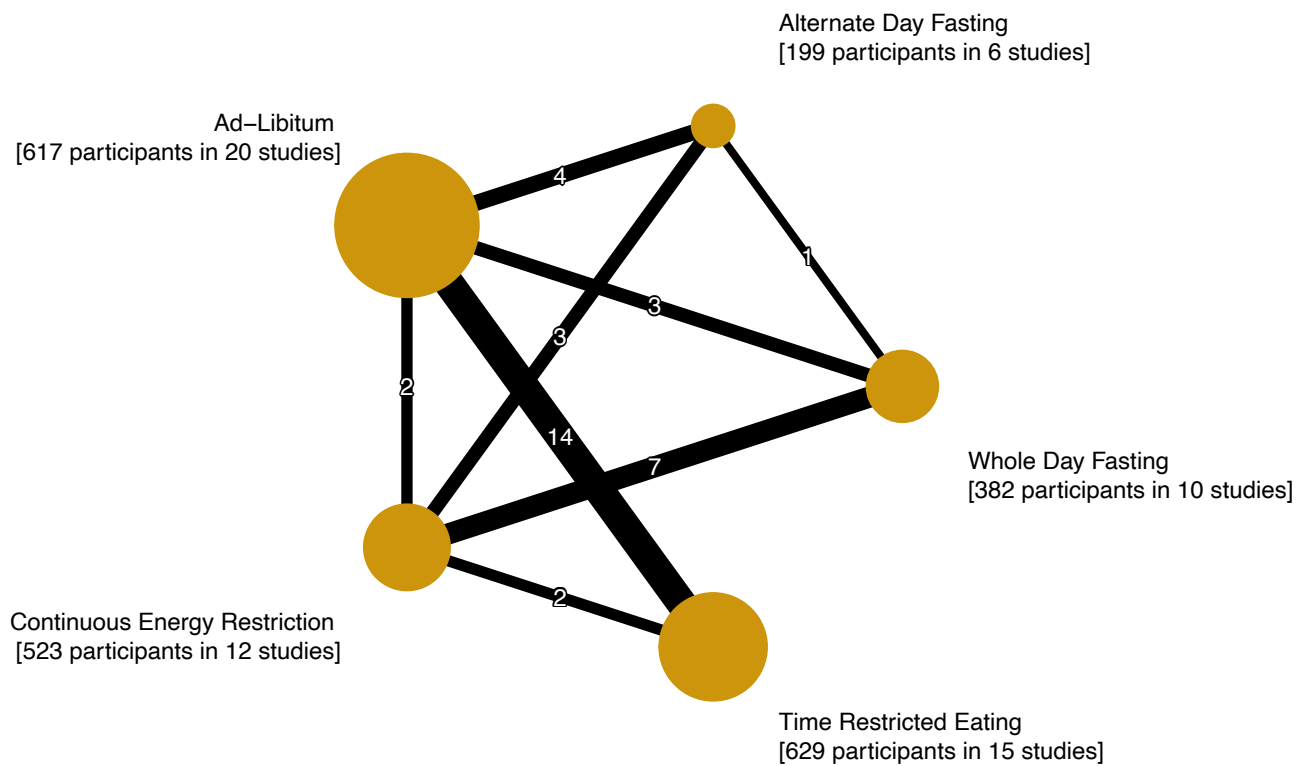 Alternate Day Fasting
[199 participants in 6 studies]
Ad−Libitum
[617 participants in 20 studies]
4
1
3
3
2
14
7
Whole Day Fasting
[382 participants in 10 studies]
2
Continuous Energy Restriction
[523 participants in 12 studies]
Time Restricted Eating
[629 participants in 15 studies]